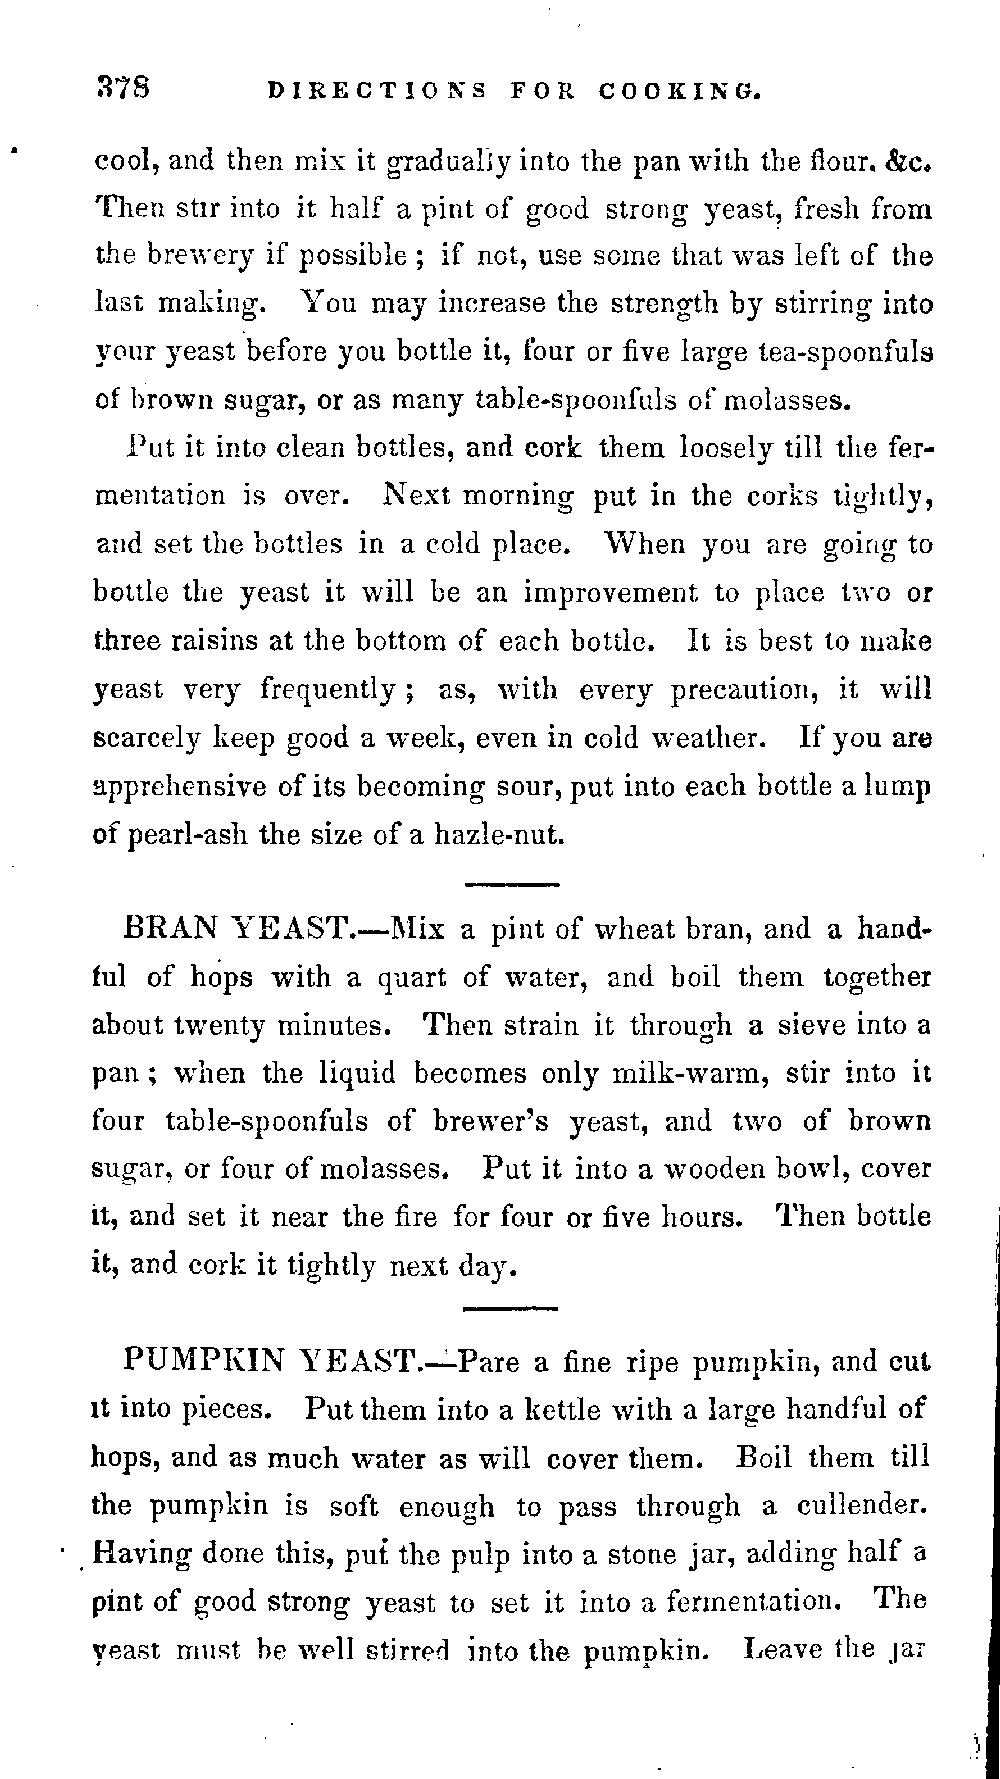 378 DIRECTIONS FOR COOKING.
cool, and then mix it gradually into the pan with the flour. &c.
Then stir into it half a pint of good strong yeast, fresh from
the brewery if possible ; if not, use some that was left of the
last making. You may increase the strength by stirring into
your yeast before you bottle it, four or five large tea-spoonfuls
of brown sugar, or as many table-spoonfuls of molasses.
Put it into clean bottles, and cork them loosely till the fer-
mentation is over. Next morning put in the corks tightly,
and set the bottles in a cold place. When you are going to
bottle the yeast it will be an improvement to place two or
three raisins at the bottom of each bottle. It is best to make
yeast very frequently ; as, with every precaution, it will
scarcely keep good a week, even in cold weather. If you are
apprehensive of its becoming sour, put into each bottle a lump
of pearl-ash the size of a hazle-nut.
BRAN YEAST.—Mix a pint of wheat bran, and a hand-
ful of hops with a quart of water, and boil them together
about twenty minutes. Then strain it through a sieve into a
pan ; when the liquid becomes only milk-warm, stir into it
four table-spoonfuls of brewer's yeast, and two of brown
sugar, or four of molasses. Put it into a wooden bowl, cover
it, and set it near the fire for four or five hours. Then bottle
it, and cork it tightly next day.
PUMPKIN YEAST.—Pare a fine ripe pumpkin, and cut
it into pieces. Put them into a kettle with a large handful of
hops, and as much water as will cover them. Boil them till
the pumpkin is soft enough to pass through a cullender.
Having done this, put the pulp into a stone jar, adding half a
pint of good strong yeast to set it into a fermentation. The
yeast must be well stirred into the pumpkin. Leave the jar